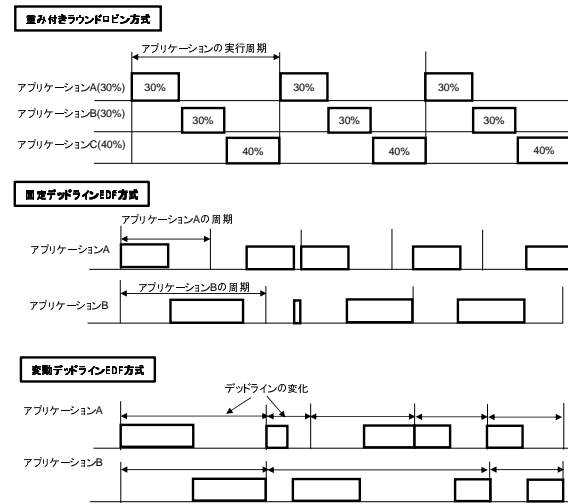 重み付きラウンドロビン方式
アプリケーションの実行周期
アプリケーションA(30%)
30%
30%
30%
アプリケーションB(30%)
30%
30%
30%
アプリケーションC(40%)
40%
40%
40%
固定デッドラインEDF方式
アプリケーションAの周期
アプリケーションA
アプリケーションBの周期
アプリケーションB
変動デッドラインEDF方式
デッドラインの変化
アプリケーションA
アプリケーションB